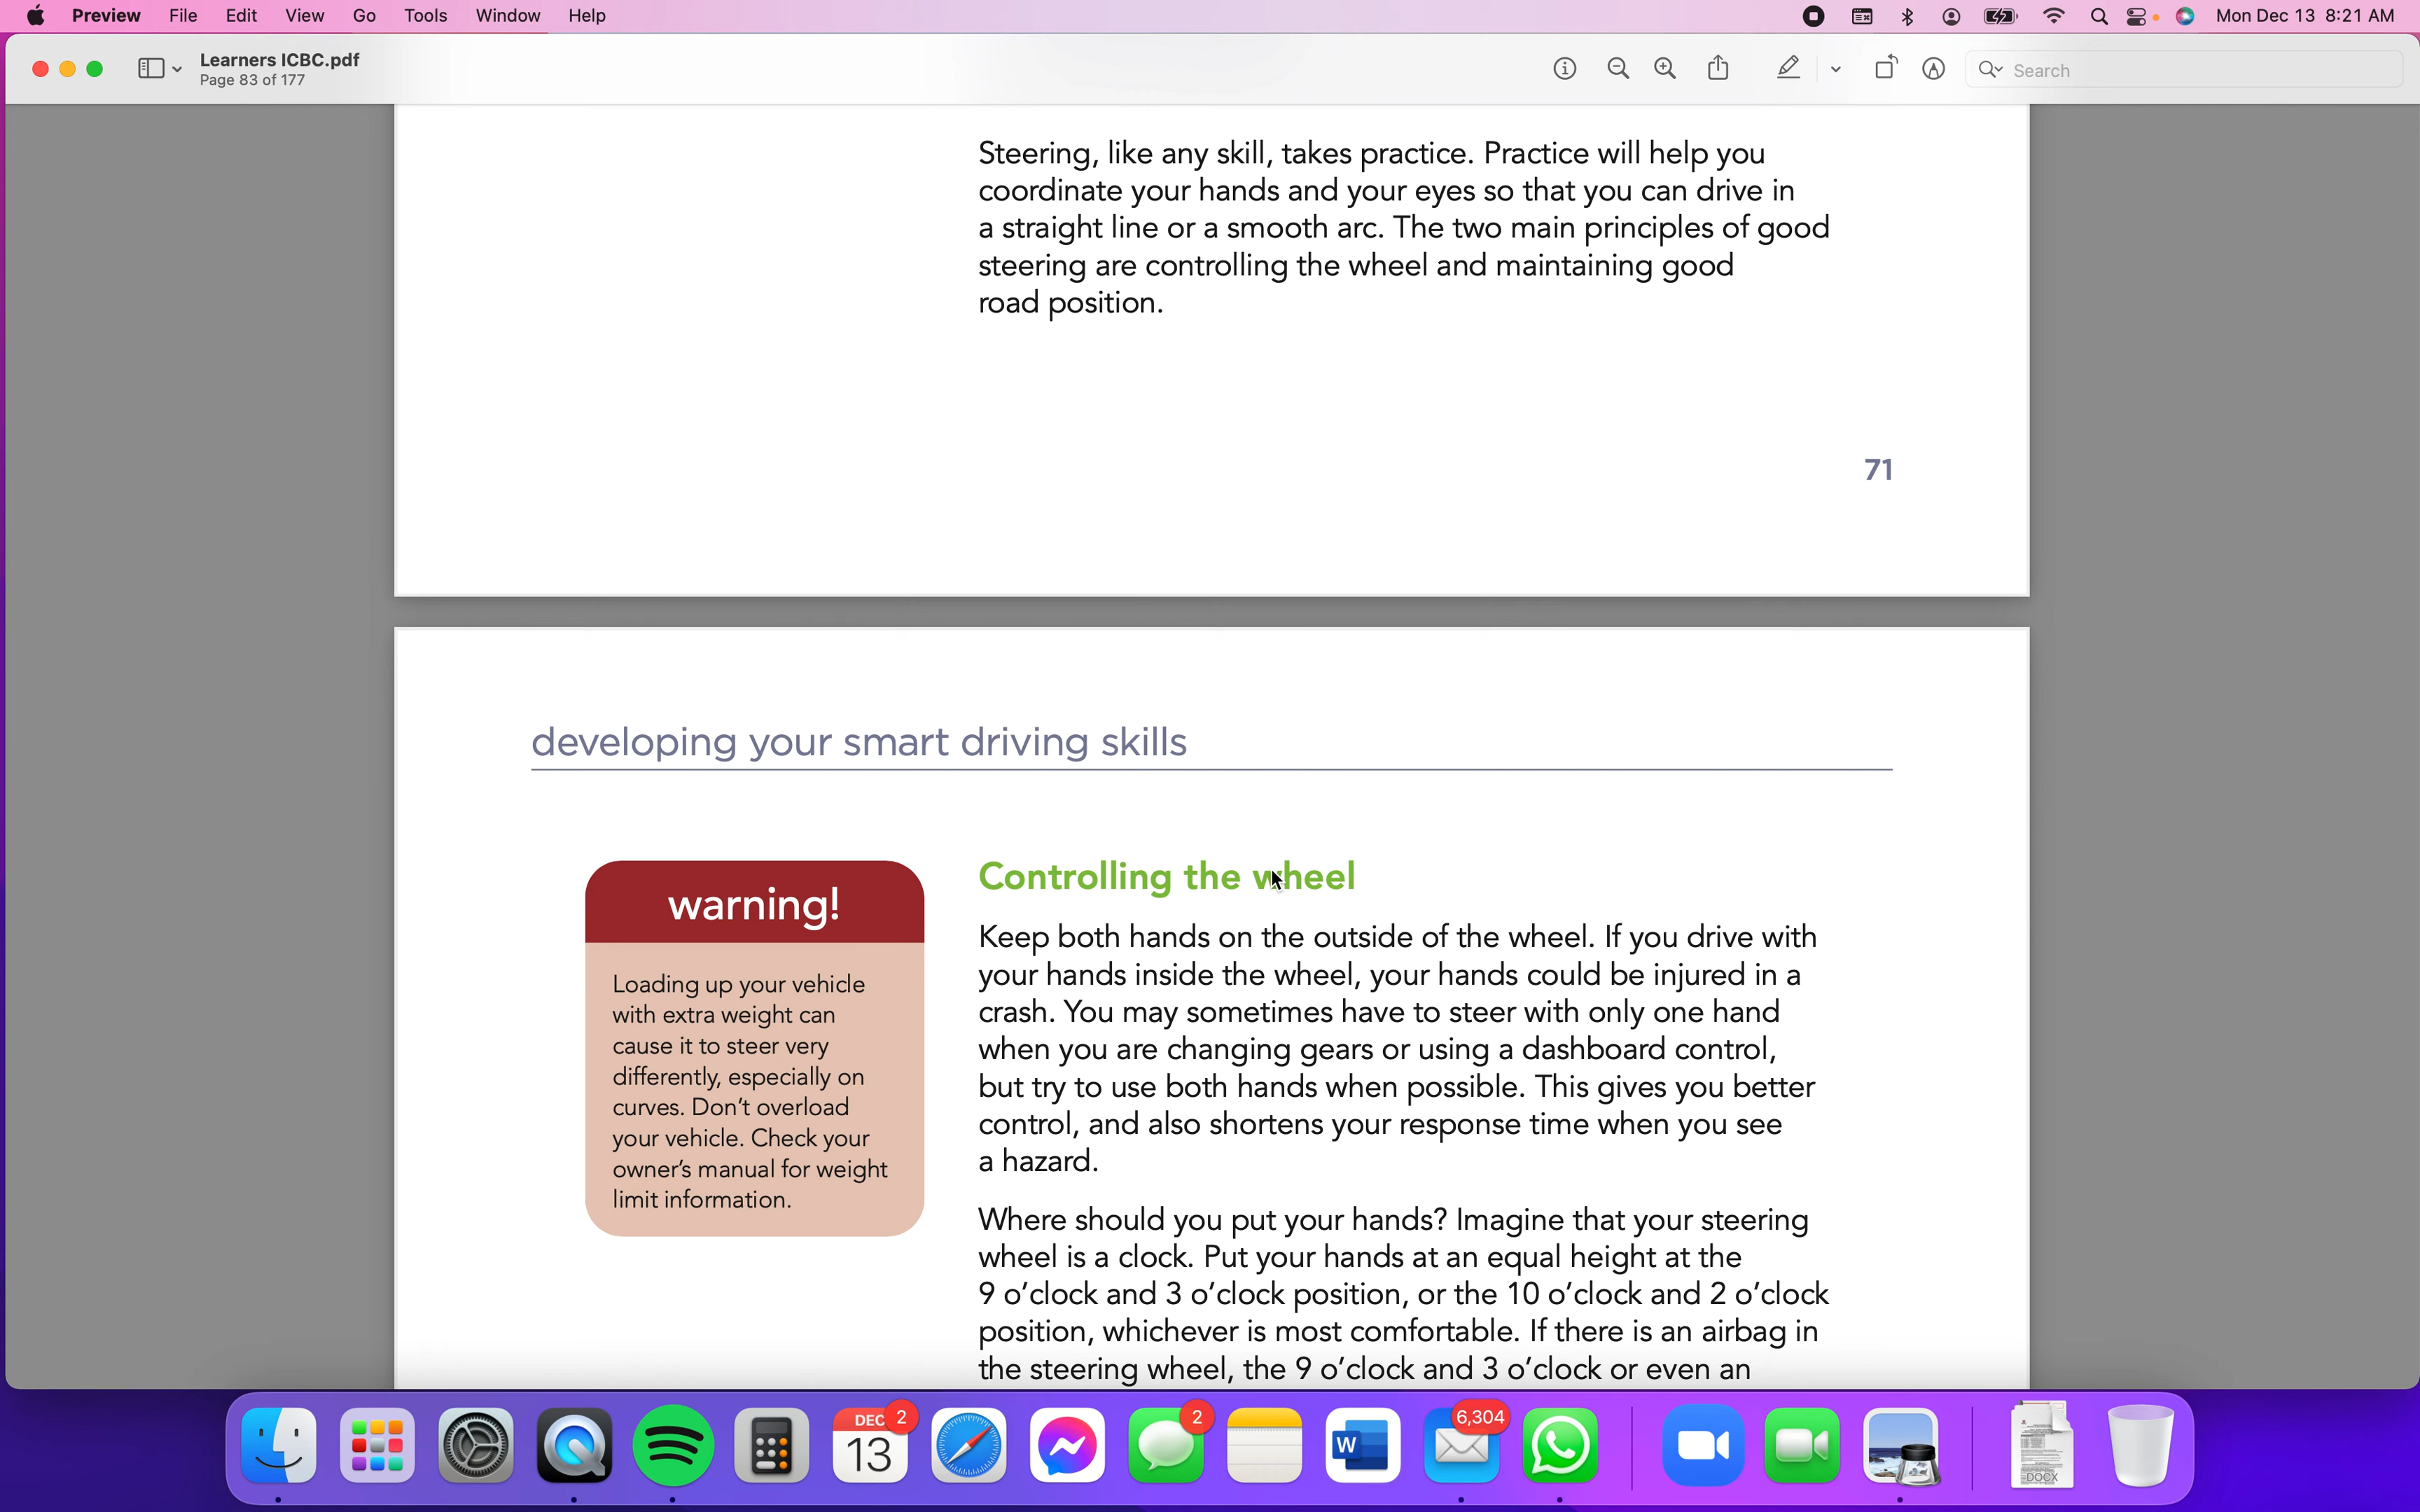 Preview File Edit View Go Tools Window Help
Mon Dec 13 8:21 AM
Learners ICBC.pdf
Page 83 of 177
Search
Steering, like any skill, takes practice. Practice will help you
coordinate your hands and your eyes so that you can drive in
a straight line or a smooth arc. The two main principles of good
steering are controlling the wheel and maintaining good
road position.
71
developing your smart driving skills
warning!
Loading up your vehicle
with extra weight can
cause it to steer very
differently, especially on
curves. Don't overload
your vehicle. Check your
owner's manual for weight
limit information.
Controlling the wheel
Keep both hands on the outside of the wheel. If you drive with
your hands inside the wheel, your hands could be injured in a
crash. You may sometimes have to steer with only one hand
when you are changing gears or using a dashboard control,
but try to use both hands when possible. This gives you better
control, and also shortens your response time when you see
a hazard.
Where should you put your hands? Imagine that your steering
wheel is a clock. Put your hands at an equal height at the
9 o'clock and 3 o'clock position, or the 10 o'clock and 2 o'clock
position, whichever is most comfortable. If there is an airbag in
the steering wheel, the 9 o'clock and 3 o'clock or even an
DEC 2
13
2
W
6,304
DOCX